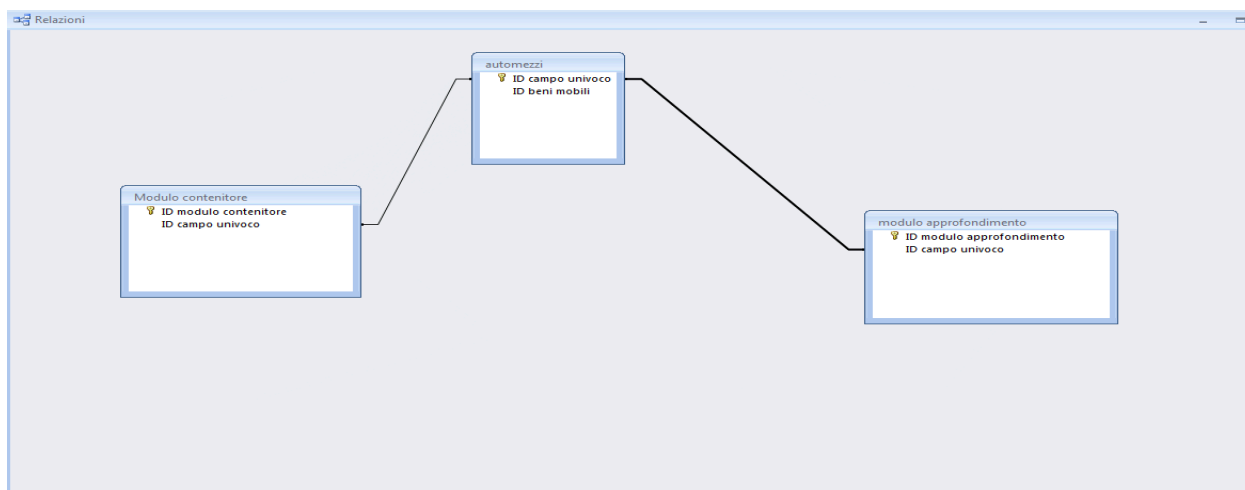 Relazioni
automezzi
ID campo univoco
ID beni mobili
Modulo contenitore
ID modulo contenitore
ID campo univoco
modulo approfondimento
ID modulo approfondimento
ID campo univoco